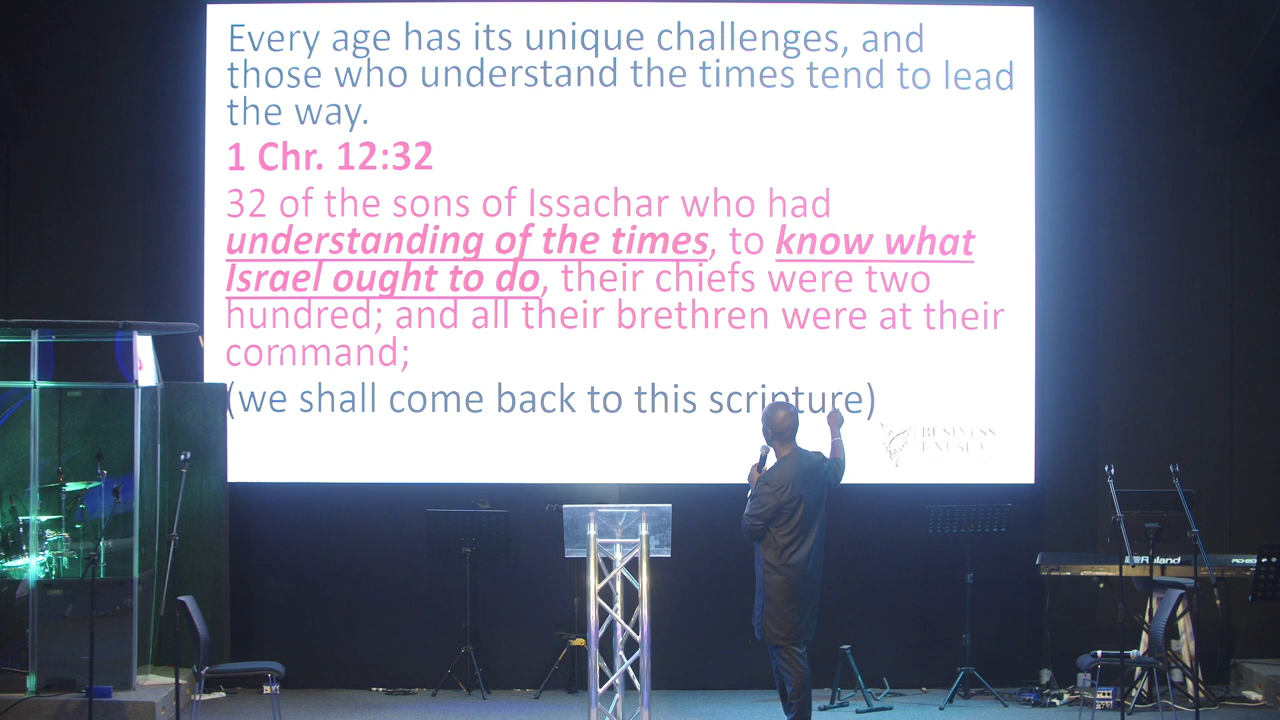 Every age has its unique challenges, and
those who understand the times tend to lead
the way.
1 Chr. 12:32
32 of the sons of Issachar who had
understanding of the times, to know what
Israel ought to do, their chiefs were two
hundred; and all their brethren were at their
command;
(we shall come back to this scripture)
BUSINESS
Roland